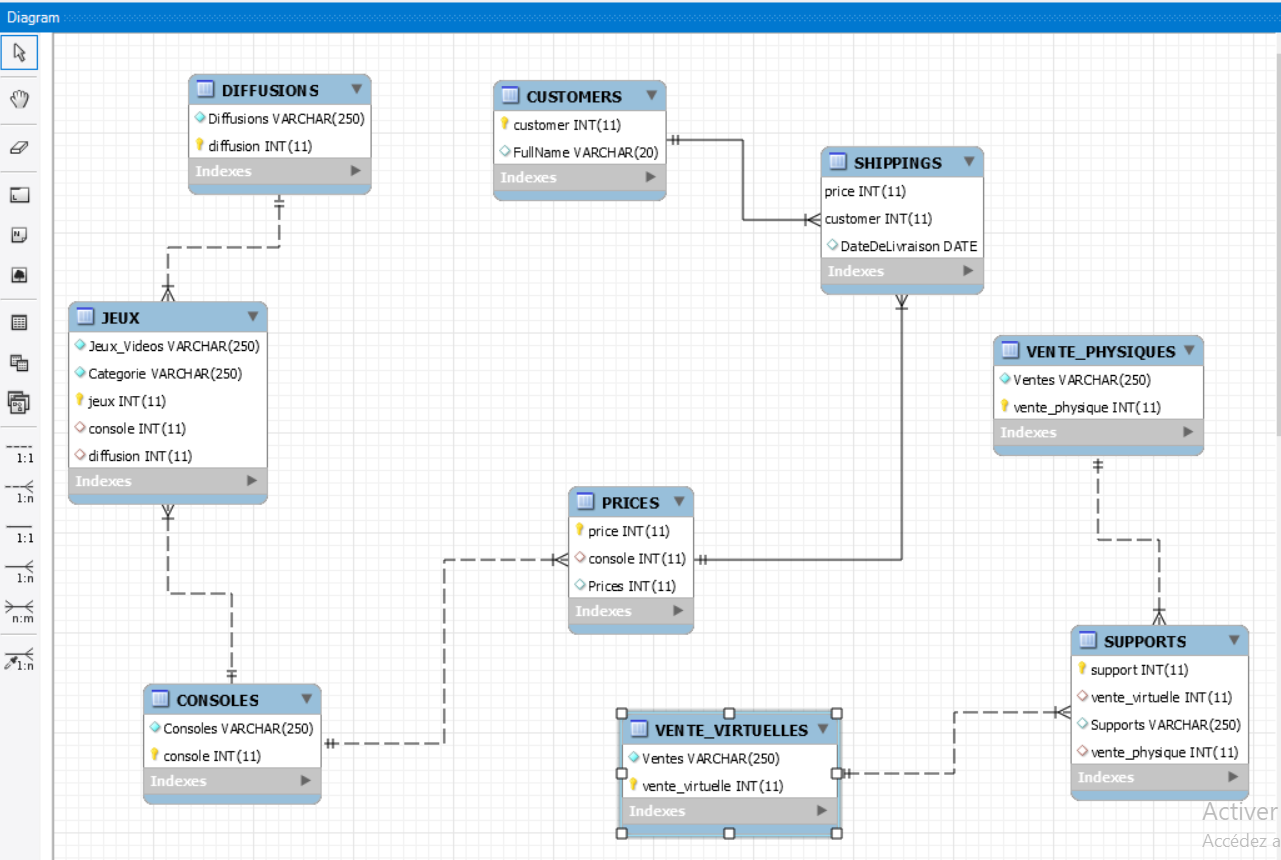 Diagram
DIFFUSIONS
Diffusions VARCHAR(250)
diffusion INT(11)
Indexes
CUSTOMERS
customer INT(11)
FullName VARCHAR(20)
Indexes
SHIPPINGS
price INT(11)
customer INT(11)
DateDeLivraison DATE
Indexes
JEUX
Jeux_Videos VARCHAR(250)
Categorie VARCHAR(250)
jeux INT(11)
console INT(11)
diffusion INT(11)
Indexes
VENTE_PHYSIQUES
Ventes VARCHAR(250)
vente_physique INT(11)
Indexes
PRICES
price INT(11)
console INT(11)
Prices INT(11)
Indexes
SUPPORTS
support INT(11)
vente_virtuelle INT(11)
Supports VARCHAR(250)
vente_physique INT(11)
Indexes
CONSOLES
Consoles VARCHAR(250)
console INT(11)
Indexes
VENTE_VIRTUELLES
Ventes VARCHAR(250)
vente_virtuelle INT(11)
Indexes
1:1
1:n
1:1
1:n
n:m
1:n
Activer
Accédez a